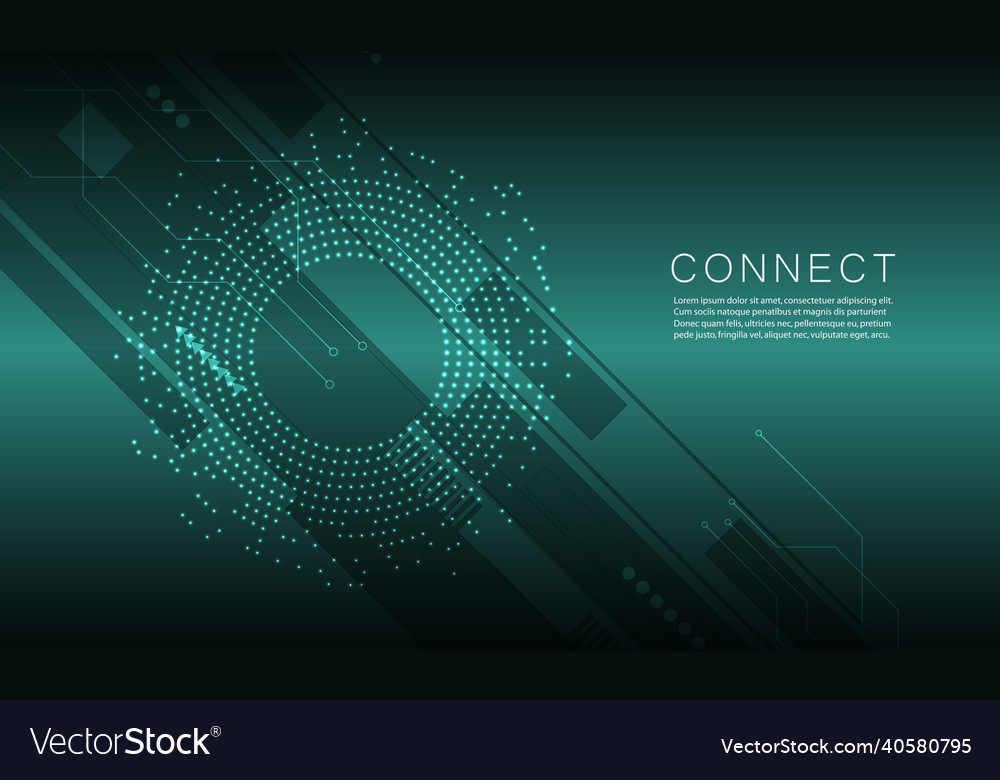 CONNECT
Lorem ipsum dolor sit amet, consectetuer adipiscing elit.
Cum sociis natoque penatibus et magnis dis parturient
Donec quam felis, ultricies nec, pellentesque eu, pretium
pede justo, fringilla vel, aliquet nec, vulputate eget, arcu.
VectorStock®
VectorStock.com/40580795